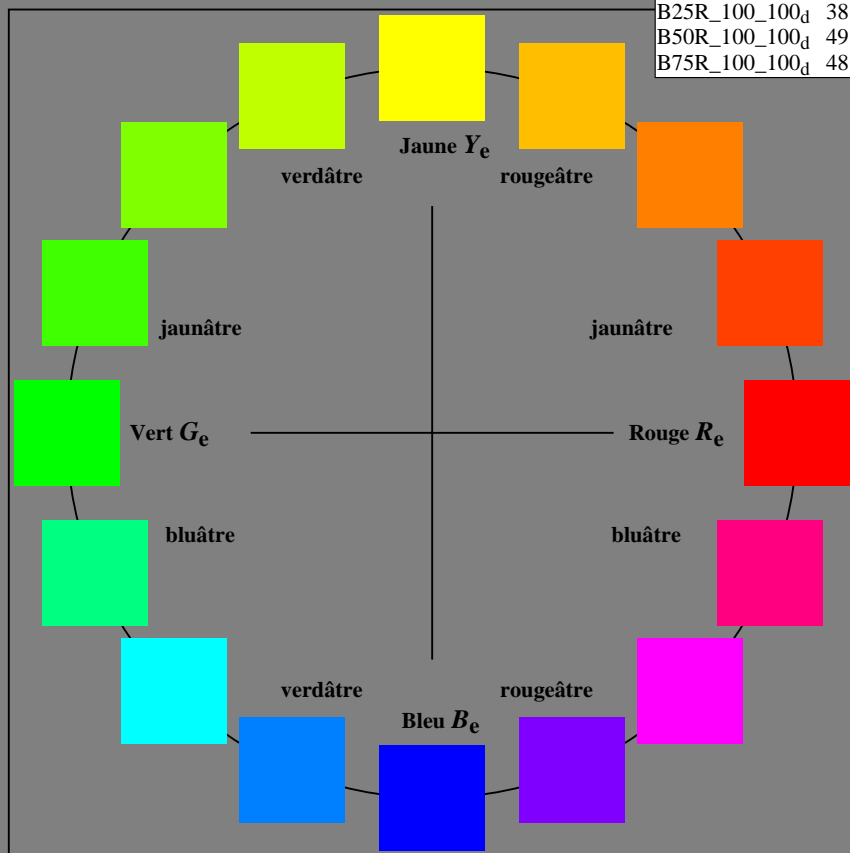 B25R_100_100d 38
B50R_100_100d 49
B75R_100_100d 48
Jaune Ye
verdâtre rougeâtre
jaunâtre jaunâtre
Vert Ge Rouge Re
bluâtre bluâtre
verdâtre rougeâtre
Bleu Be